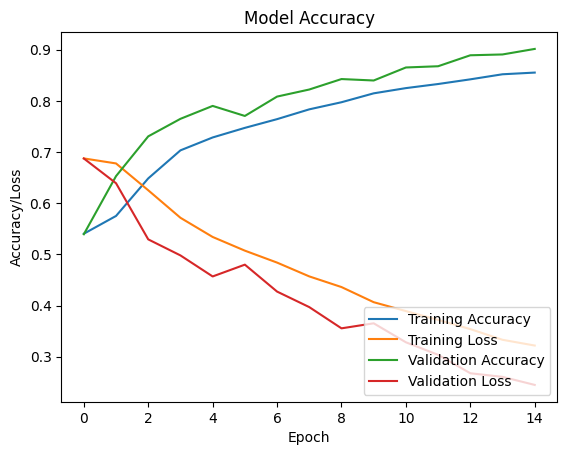 Model Accuracy
Accuracy/Loss
0.9
0.8
0.7
0.6
0.5
0.4
0.3
Training Accuracy
Training Loss
Validation Accuracy
Validation Loss
0 2 4 6 8 10 12 14
Epoch